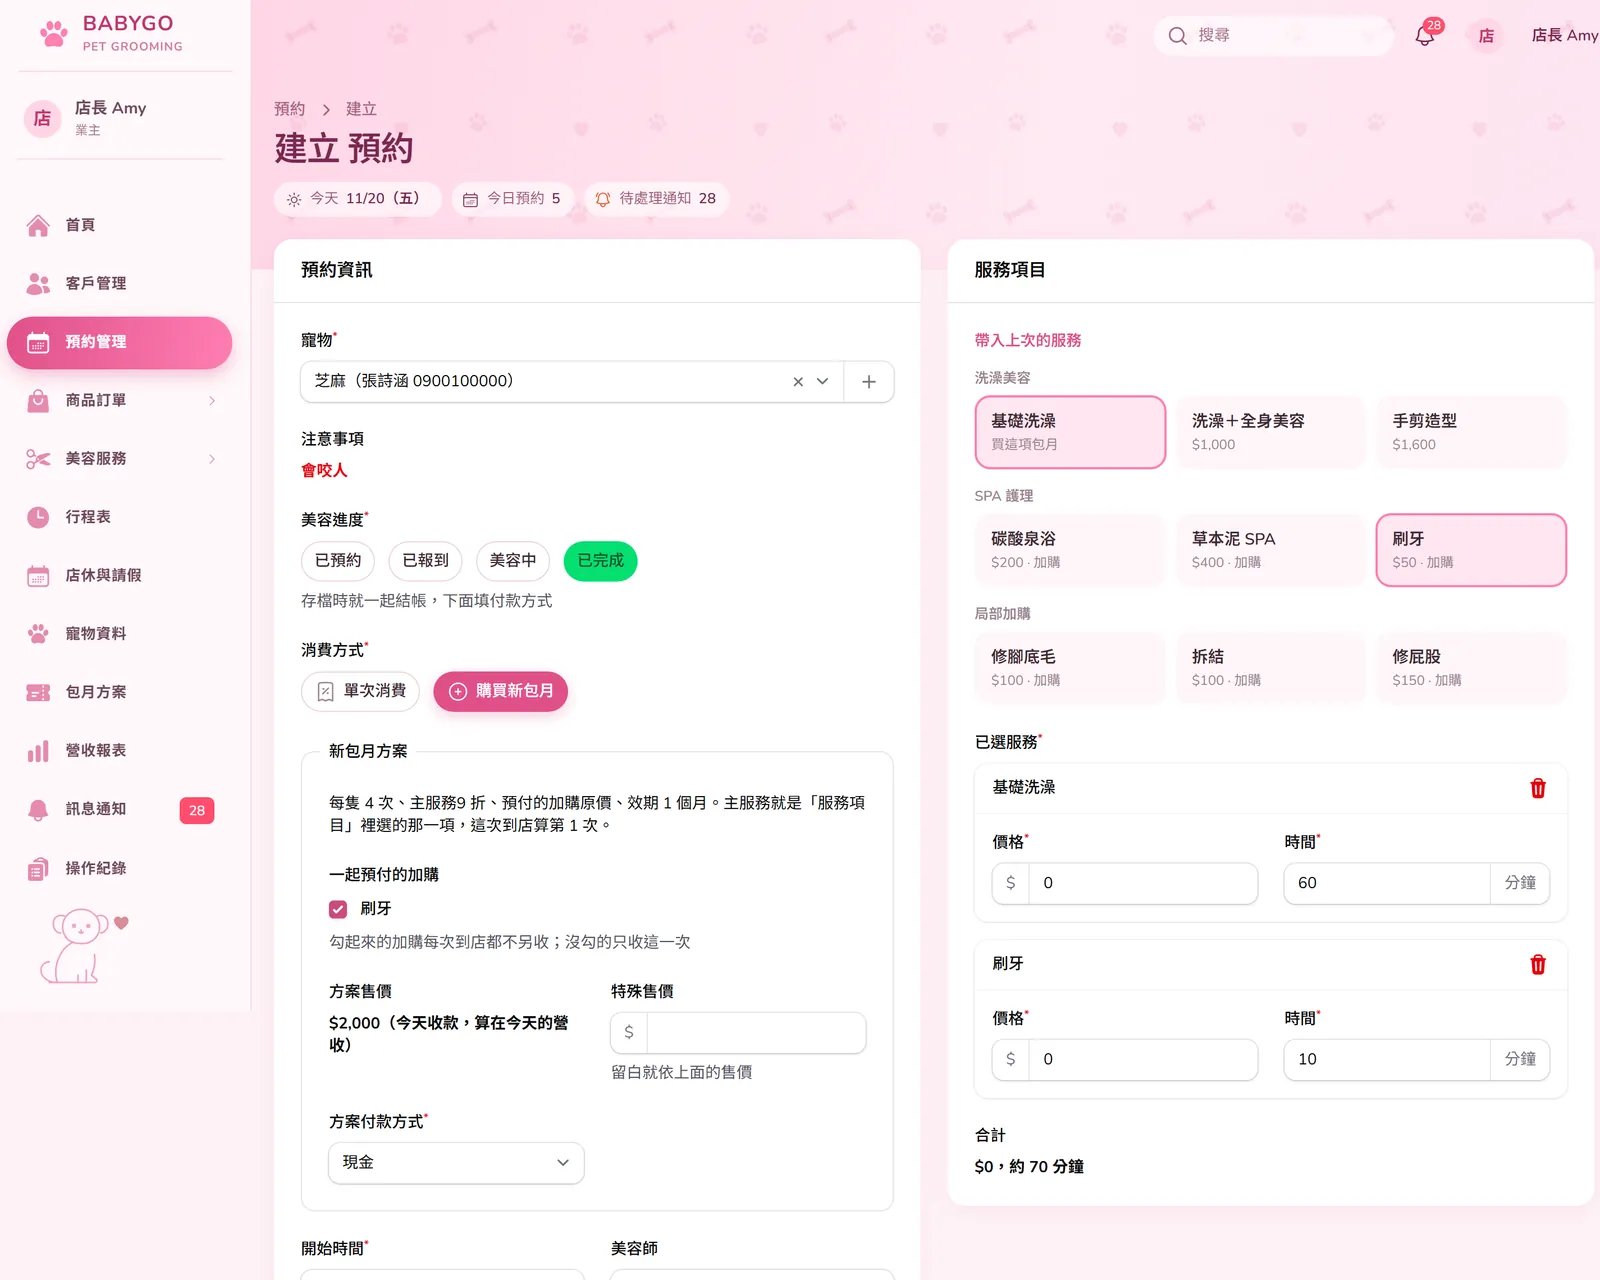 BABYGO
PET GROOMING
店
店長 Amy
業主
首頁
客戶管理
預約管理
商品訂單
美容服務
行程表
店休與請假
寵物資料
包月方案
營收報表
訊息通知
28
操作紀錄
搜尋
28
店
店長 Amy
預約 > 建立
建立 預約
今天 11/20（五）
今日預約 5
待處理通知 28
預約資訊
寵物*
芝麻（張詩涵 0900100000）
注意事項
會咬人
美容進度*
已預約
已報到
美容中
已完成
存檔時就一起結帳，下面填付款方式
消費方式*
單次消費
購買新包月
新包月方案
每隻 4 次、主服務9 折、預付的加購原價、效期 1 個月。主服務就是「服務項
目」裡選的那一項，這次到店算第 1 次。
一起預付的加購
刷牙
勾起來的加購每次到店都不另收；沒勾的只收這一次
方案售價
$2,000（今天收款，算在今天的營
收）
特殊售價
$
留白就依上面的售價
方案付款方式*
現金
開始時間*
美容師
服務項目
帶入上次的服務
洗澡美容
基礎洗澡
買這項包月
洗澡＋全身美容
$1,000
手剪造型
$1,600
SPA 護理
碳酸泉浴
$200 · 加購
草本泥 SPA
$400 · 加購
刷牙
$50 · 加購
局部加購
修腳底毛
$100 · 加購
拆結
$100 · 加購
修屁股
$150 · 加購
已選服務*
基礎洗澡
價格*
$ 0
時間*
60 分鐘
刷牙
價格*
$ 0
時間*
10 分鐘
合計
$0，約 70 分鐘